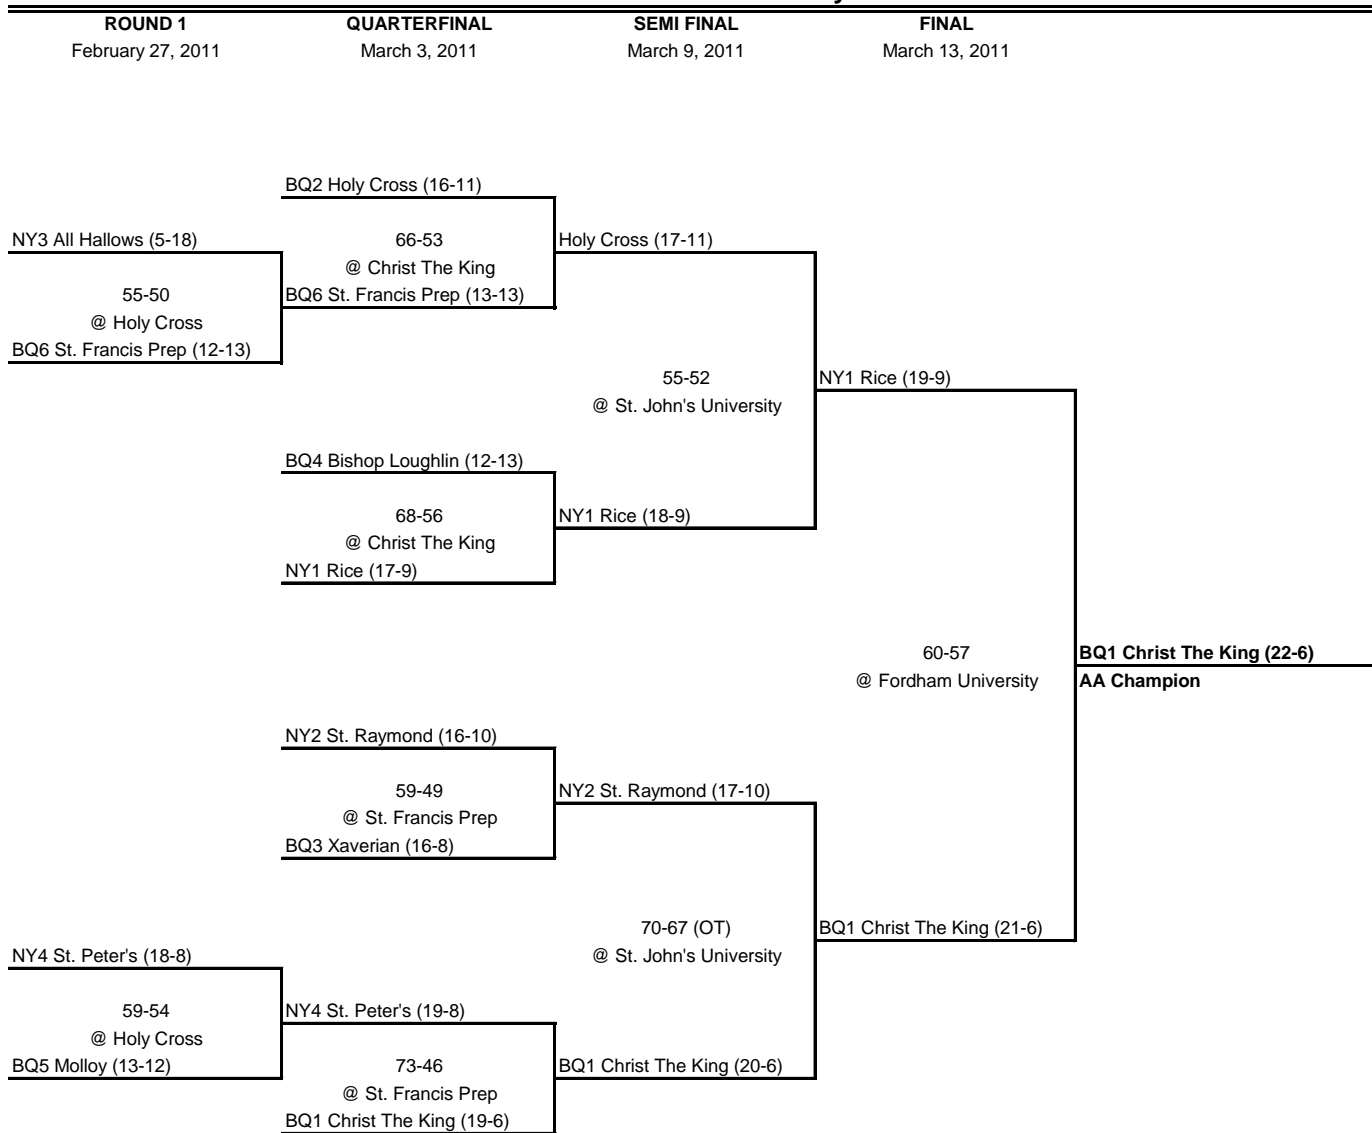 ROUND 1 QUARTERFINAL SEMI FINAL FINAL
February 27, 2011 March 3, 2011 March 9, 2011 March 13, 2011
BQ2 Holy Cross (16-11)
NY3 All Hallows (5-18) 66-53 Holy Cross (17-11)
@ Christ The King
55-50 BQ6 St. Francis Prep (13-13)
@ Holy Cross
BQ6 St. Francis Prep (12-13)
55-52 NY1 Rice (19-9)
@ St. John's University
BQ4 Bishop Loughlin (12-13)
68-56 NY1 Rice (18-9)
@ Christ The King
NY1 Rice (17-9)
60-57 BQ1 Christ The King (22-6)
@ Fordham University AA Champion
NY2 St. Raymond (16-10)
59-49 NY2 St. Raymond (17-10)
@ St. Francis Prep
BQ3 Xaverian (16-8)
70-67 (OT) BQ1 Christ The King (21-6)
NY4 St. Peter's (18-8) @ St. John's University
59-54 NY4 St. Peter's (19-8)
@ Holy Cross
BQ5 Molloy (13-12) 73-46 BQ1 Christ The King (20-6)
@ St. Francis Prep
BQ1 Christ The King (19-6)